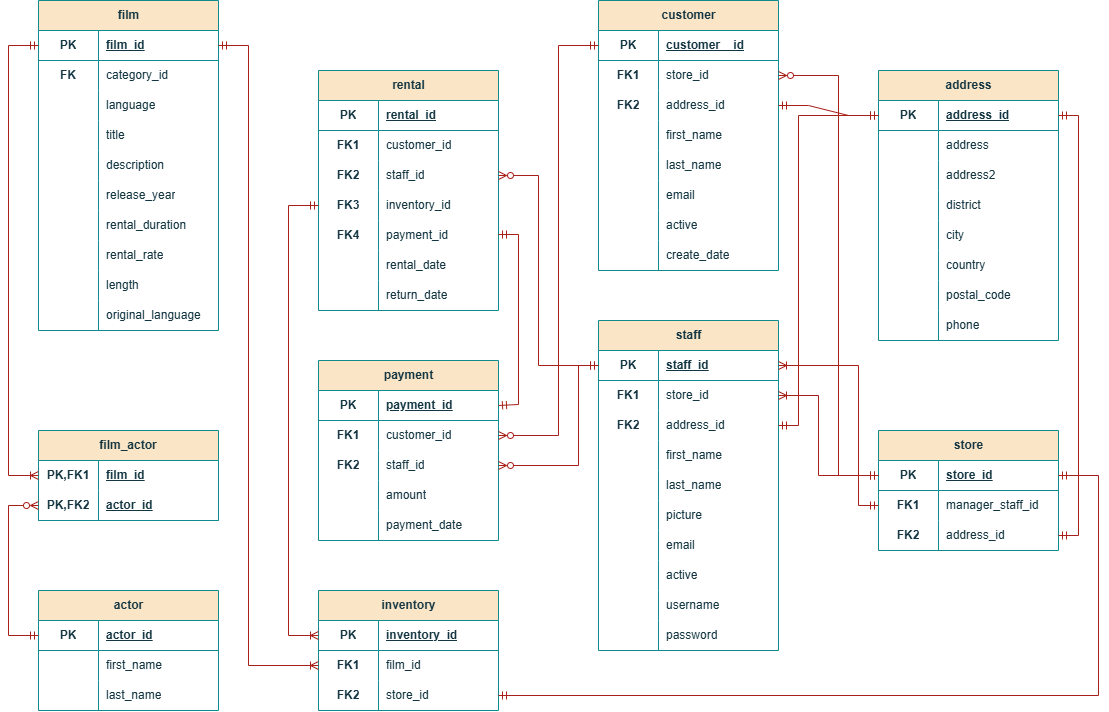 film
PK film_id
FK category_id
language
title
description
release_year
rental_duration
rental_rate
length
original_language
rental
PK rental_id
FK1 customer_id
FK2 staff_id
FK3 inventory_id
FK4 payment_id
rental_date
return_date
customer
PK customer_id
FK1 store_id
FK2 address_id
first_name
last_name
email
active
create_date
address
PK address_id
address
address2
district
city
country
postal_code
phone
film_actor
PK,FK1 film_id
PK,FK2 actor_id
payment
PK payment_id
FK1 customer_id
FK2 staff_id
amount
payment_date
staff
PK staff_id
FK1 store_id
FK2 address_id
first_name
last_name
picture
email
active
username
password
store
PK store_id
FK1 manager_staff_id
FK2 address_id
actor
PK actor_id
first_name
last_name
inventory
PK inventory_id
FK1 film_id
FK2 store_id